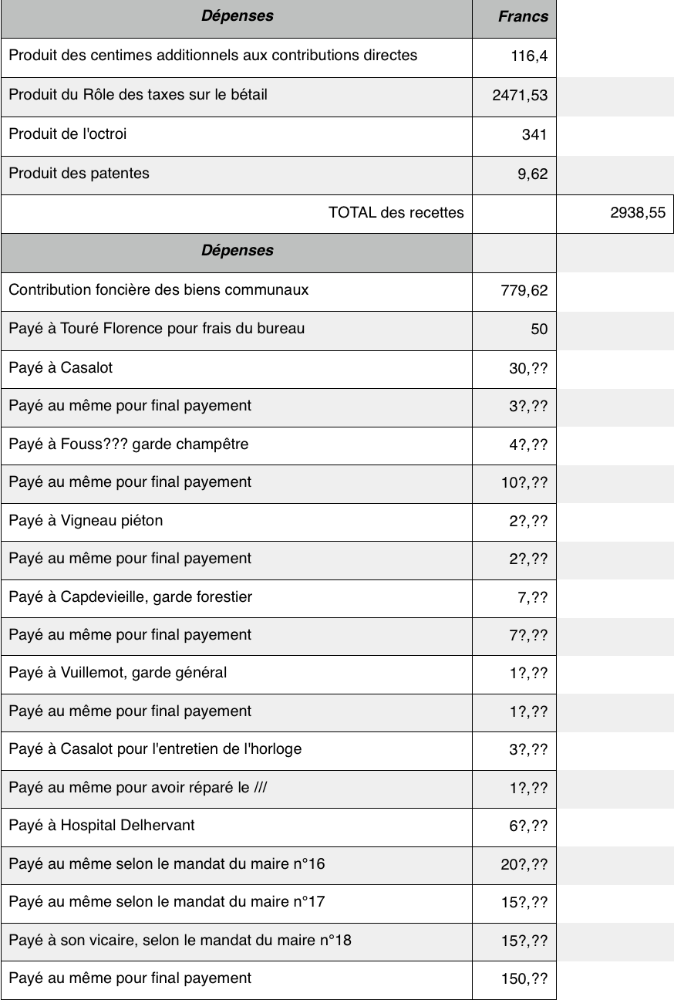 Dépenses Francs
Produit des centimes additionnels aux contributions directes 116,4
Produit du Rôle des taxes sur le bétail 2471,53
Produit de l'octroi 341
Produit des patentes 9,62
TOTAL des recettes 2938,55
Dépenses
Contribution foncière des biens communaux 779,62
Payé à Touré Florence pour frais du bureau 50
Payé à Casalot 30,??
Payé au même pour final payement 3?,??
Payé à Fouss??? garde champêtre 4?,??
Payé au même pour final payement 10?,??
Payé à Vigneau piéton 2?,??
Payé au même pour final payement 2?,??
Payé à Capdevieille, garde forestier 7,??
Payé au même pour final payement 7?,??
Payé à Vuillemot, garde général 1?,??
Payé au même pour final payement 1?,??
Payé à Casalot pour l'entretien de l'horloge 3?,??
Payé au même pour avoir réparé le /// 1?,??
Payé à Hospital Delhervant 6?,??
Payé au même selon le mandat du maire n°16 20?,??
Payé au même selon le mandat du maire n°17 15?,??
Payé à son vicaire, selon le mandat du maire n°18 15?,??
Payé au même pour final payement 150,??